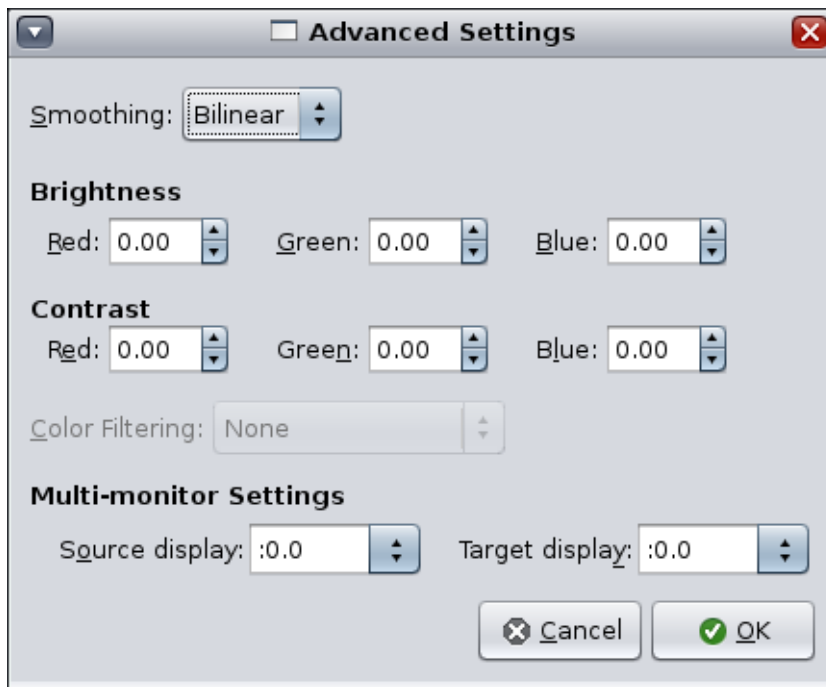 Advanced Settings
Smoothing: Bilinear
Brightness
Red: 0.00 Green: 0.00 Blue: 0.00
Contrast
Red: 0.00 Green: 0.00 Blue: 0.00
Color Filtering: None
Multi-monitor Settings
Source display: :0.0 Target display: :0.0
Cancel OK